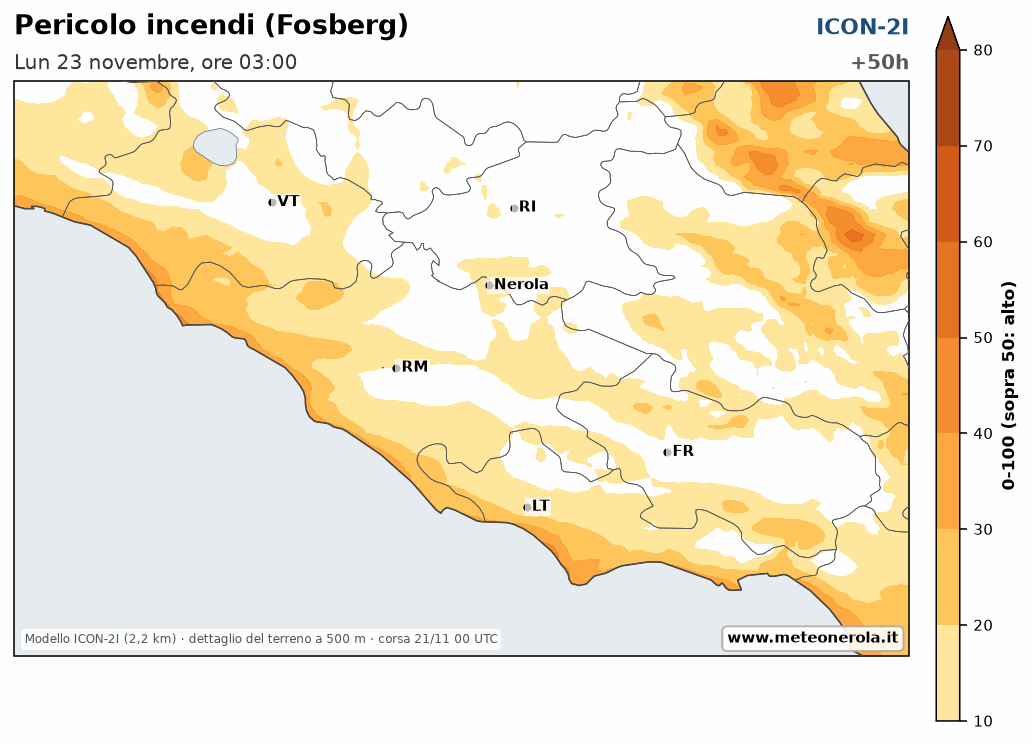 Pericolo incendi (Fosberg)
ICON-2I
Lun 23 novembre, ore 03:00
+50h
VT
RI
Nerola
RM
FR
LT
Modello ICON-2I (2,2 km) · dettaglio del terreno a 500 m · corsa 21/11 00 UTC
www.meteonerola.it
80
70
60
50
40
30
20
10
0-100 (sopra 50: alto)